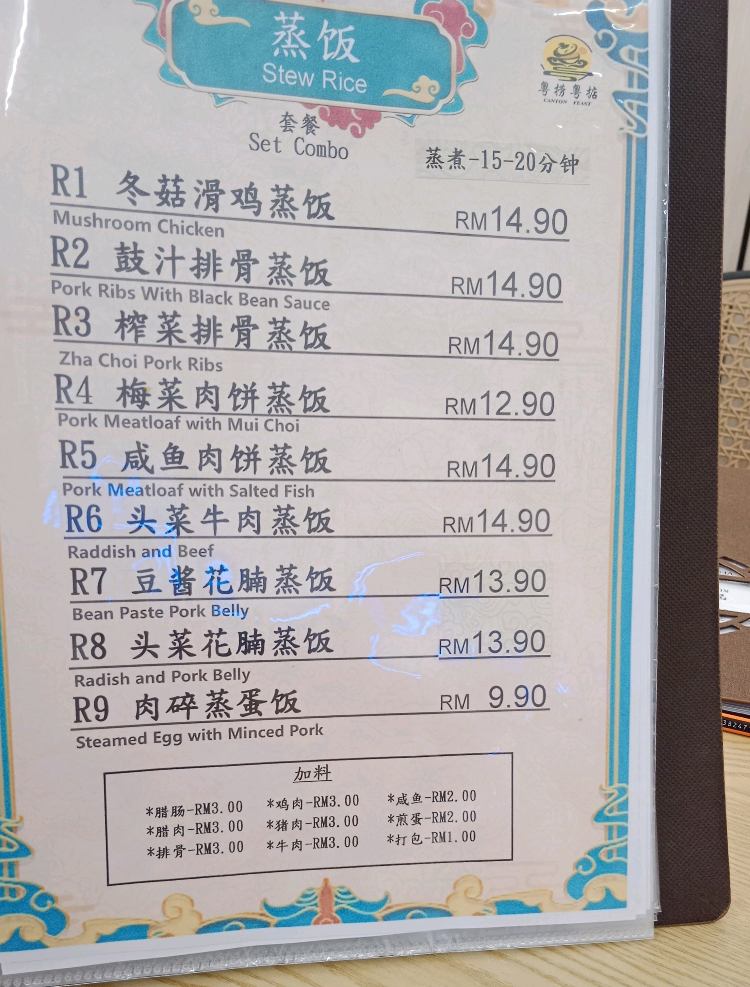 蒸饭
Stew Rice
粤捞粤掂
CANTON FEAST
套餐
Set Combo
蒸煮-15-20分钟
R1 冬菇滑鸡蒸饭 RM14.90
Mushroom Chicken
R2 鼓汁排骨蒸饭 RM14.90
Pork Ribs With Black Bean Sauce
R3 榨菜排骨蒸饭 RM14.90
Zha Choi Pork Ribs
R4 梅菜肉饼蒸饭 RM12.90
Pork Meatloaf with Mui Choi
R5 咸鱼肉饼蒸饭 RM14.90
Pork Meatloaf with Salted Fish
R6 头菜牛肉蒸饭 RM14.90
Raddish and Beef
R7 豆酱花腩蒸饭 RM13.90
Bean Paste Pork Belly
R8 头菜花腩蒸饭 RM13.90
Radish and Pork Belly
R9 肉碎蒸蛋饭 RM 9.90
Steamed Egg with Minced Pork
加料
*腊肠-RM3.00 *鸡肉-RM3.00 *咸鱼-RM2.00
*腊肉-RM3.00 *猪肉-RM3.00 *煎蛋-RM2.00
*排骨-RM3.00 *牛肉-RM3.00 *打包-RM1.00